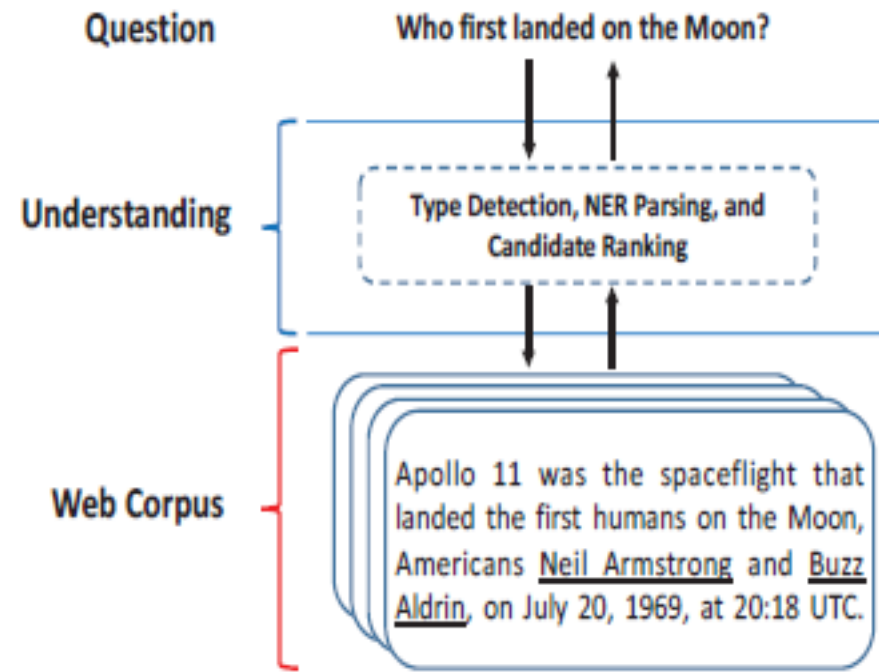 Question
Who first landed on the Moon?
Understanding
Type Detection, NER Parsing, and
Candidate Ranking
Web Corpus
Apollo 11 was the spaceflight that
landed the first humans on the Moon,
Americans Neil Armstrong and Buzz
Aldrin, on July 20, 1969, at 20:18 UTC.